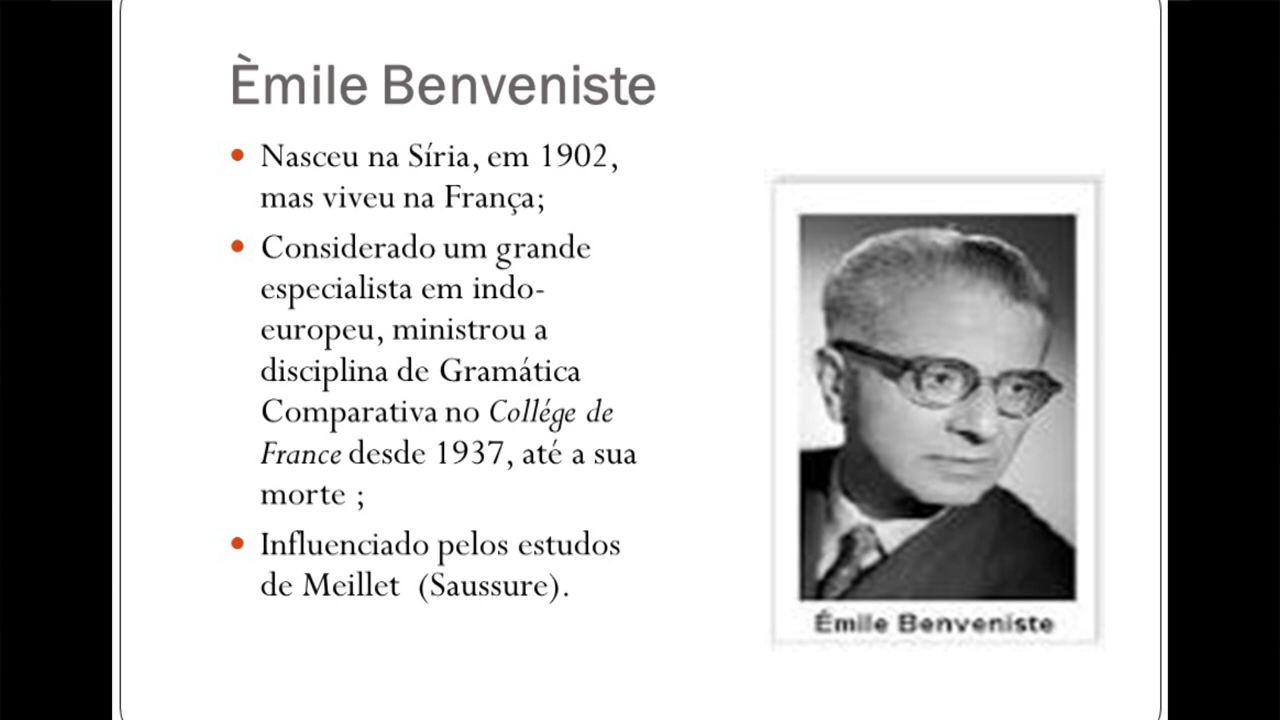 Èmile Benveniste
• Nasceu na Síria, em 1902,
mas viveu na França;
• Considerado um grande
especialista em indo-
europeu, ministrou a
disciplina de Gramática
Comparativa no Collége de
France desde 1937, até a sua
morte ;
• Influenciado pelos estudos
de Meillet (Saussure).
Émile Benveniste